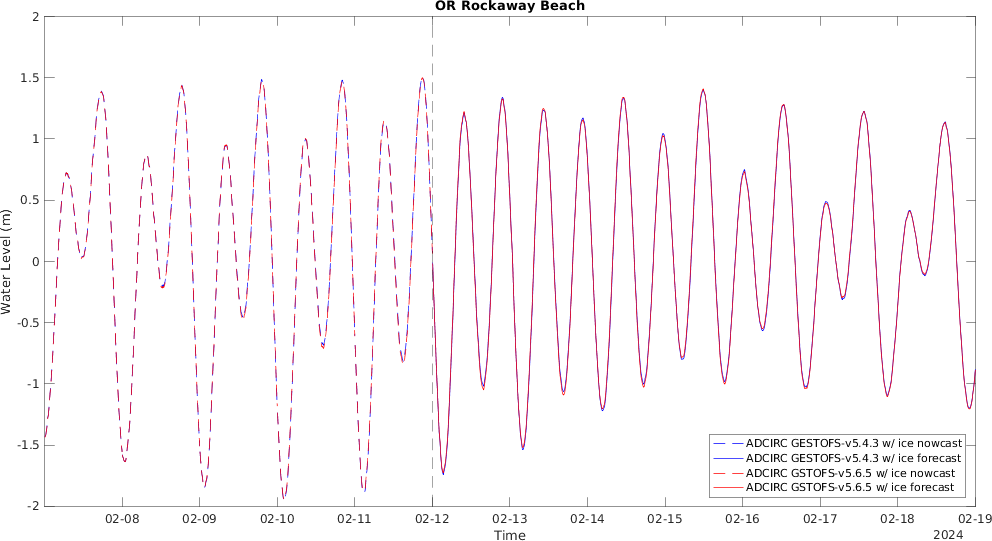 OR Rockaway Beach
2
1.5
1
0.5
0
-0.5
-1
-1.5
-2
Water Level (m)
ADCIRC GESTOFS-v5.4.3 w/ ice nowcast
ADCIRC GESTOFS-v5.4.3 w/ ice forecast
ADCIRC GSTOFS-v5.6.5 w/ ice nowcast
ADCIRC GSTOFS-v5.6.5 w/ ice forecast
02-08 02-09 02-10 02-11 02-12 02-13 02-14 02-15 02-16 02-17 02-18 02-19
Time
2024